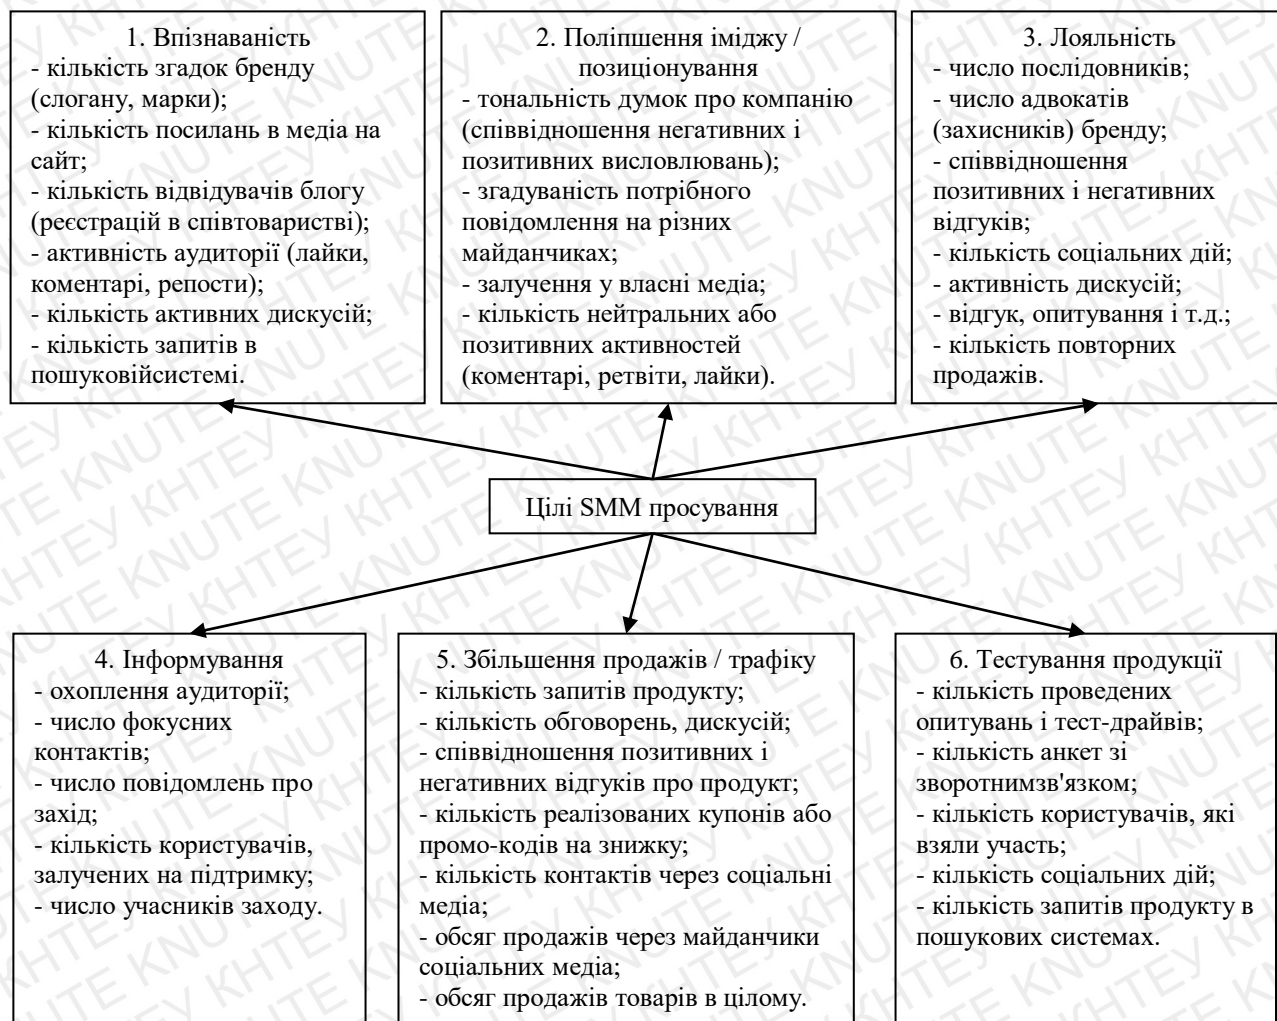 1. Впізнаваність
- кількість згадок бренду
(слогану, марки);
- кількість посилань в медіа на
сайт;
- кількість відвідувачів блогу
(реєстрацій в співтоваристві);
- активність аудиторії (лайки,
коментарі, репости);
- кількість активних дискусій;
- кількість запитів в
пошуковійсистемі.
2. Поліпшення іміджу /
позиціонування
- тональність думок про компанію
(співвідношення негативних і
позитивних висловлювань);
- згадуваність потрібного
повідомлення на різних
майданчиках;
- залучення у власні медіа;
- кількість нейтральних або
позитивних активностей
(коментарі, ретвіти, лайки).
3. Лояльність
- число послідовників;
- число адвокатів
(захисників) бренду;
- співвідношення
позитивних і негативних
відгуків;
- кількість соціальних дій;
- активність дискусій;
- відгук, опитування і т.д.;
- кількість повторних
продажів.
Цілі SMM просування
4. Інформування
- охоплення аудиторії;
- число фокусних
контактів;
- число повідомлень про
захід;
- кількість користувачів,
залучених на підтримку;
- число учасників заходу.
5. Збільшення продажів / трафіку
- кількість запитів продукту;
- кількість обговорень, дискусій;
- співвідношення позитивних і
негативних відгуків про продукт;
- кількість реалізованих купонів або
промо-кодів на знижку;
- кількість контактів через соціальні
медіа;
- обсяг продажів через майданчики
соціальних медіа;
- обсяг продажів товарів в цілому.
6. Тестування продукції
- кількість проведених
опитувань і тест-драйвів;
- кількість анкет зі
зворотнимзв'язком;
- кількість користувачів, які
взяли участь;
- кількість соціальних дій;
- кількість запитів продукту в
пошукових системах.